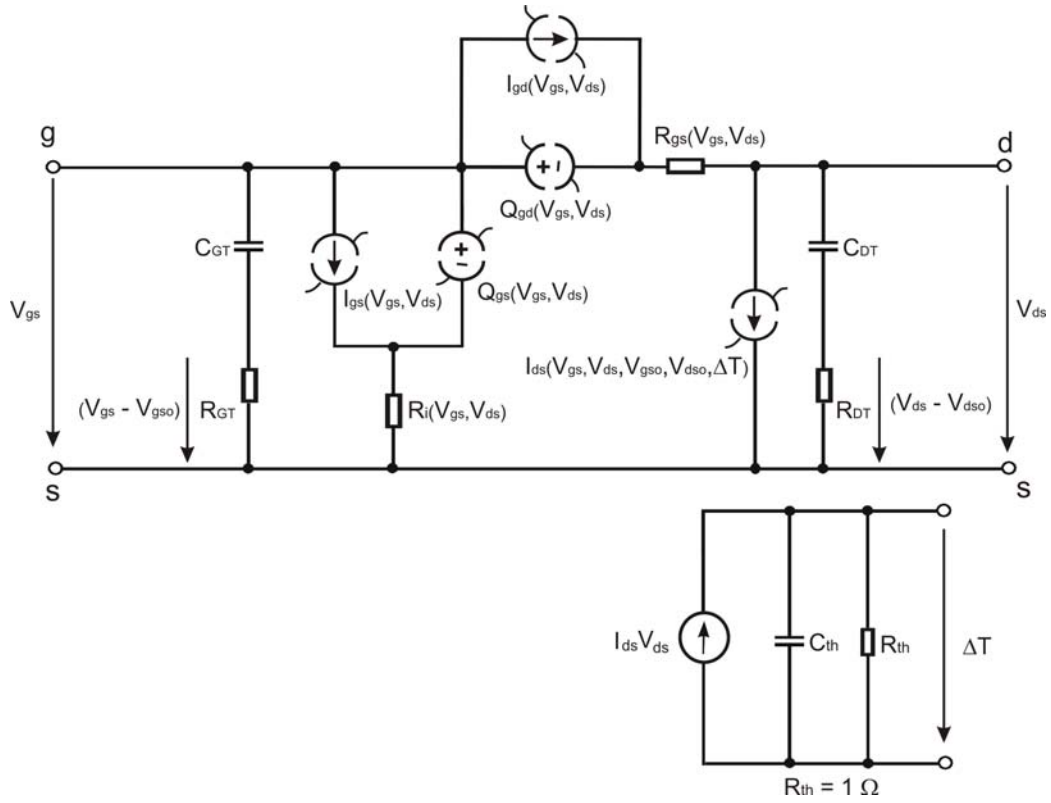 Igd(Vgs,Vds)
g
Rgs(Vgs,Vds)
d
+ -
Qgd(Vgs,Vds)
CGT
+
-
CDT
Igs(Vgs,Vds)
Qgs(Vgs,Vds)
Vgs
Vds
Ids(Vgs,Vds,Vgso,Vdso,ΔT)
(Vgs - Vgso)
RGT
Ri(Vgs,Vds)
RDT
(Vds - Vdso)
s
s
IdsVds
Cth
Rth
ΔT
Rth = 1 Ω